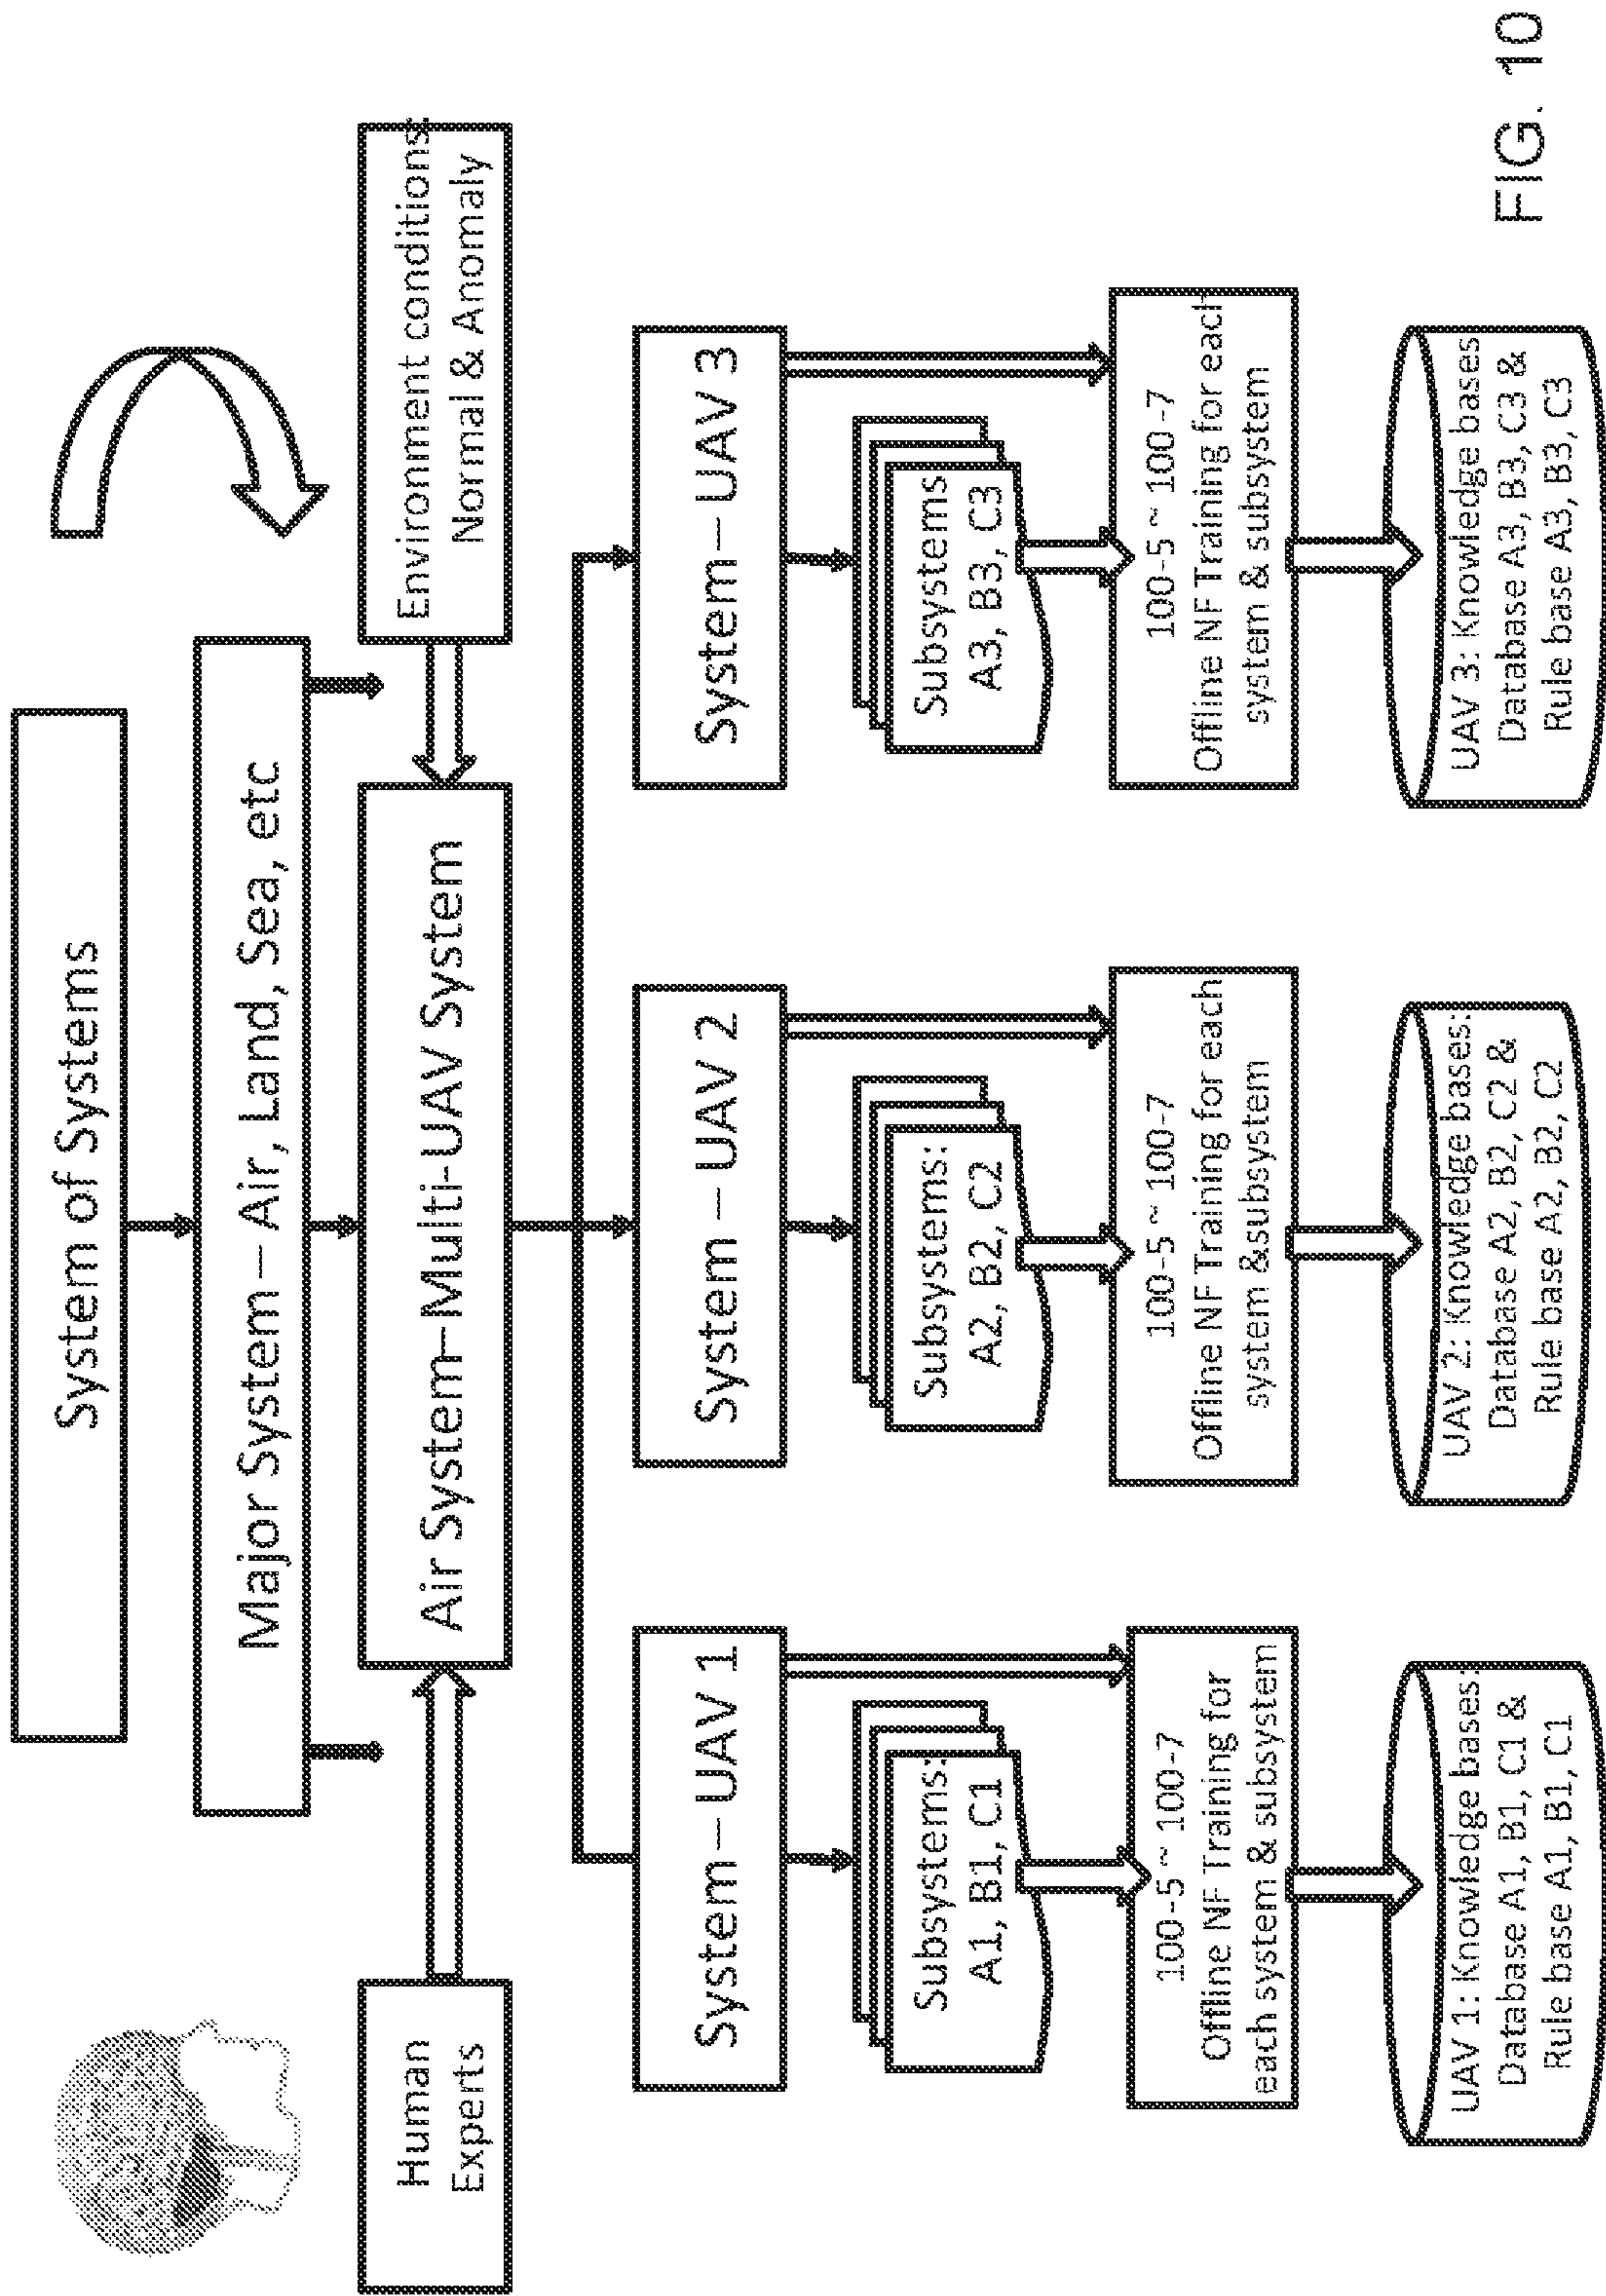 System of Systems
Major System – Air, Land, Sea, etc
Human
Experts
Air System–Multi-UAV System
Environment conditions:
Normal & Anomaly
System – UAV 1
System – UAV 2
System – UAV 3
Subsystems:
A1, B1, C1
Subsystems:
A2, B2, C2
Subsystems
A3, B3, C3
100-5 ~ 100-7
Offline NF Training for
each system & subsystem
100-5 ~ 100-7
Offline NF Training for each
system &subsystem
100-5 ~ 100-7
Offline NF Training for each
system & subsystem
UAV 1: Knowledge bases:
Database A1, B1, C1 &
Rule base A1, B1, C1
UAV 2: Knowledge bases:
Database A2, B2, C2 &
Rule base A2, B2, C2
UAV 3: Knowledge bases:
Database A3, B3, C3 &
Rule base A3, B3, C3
FIG. 10